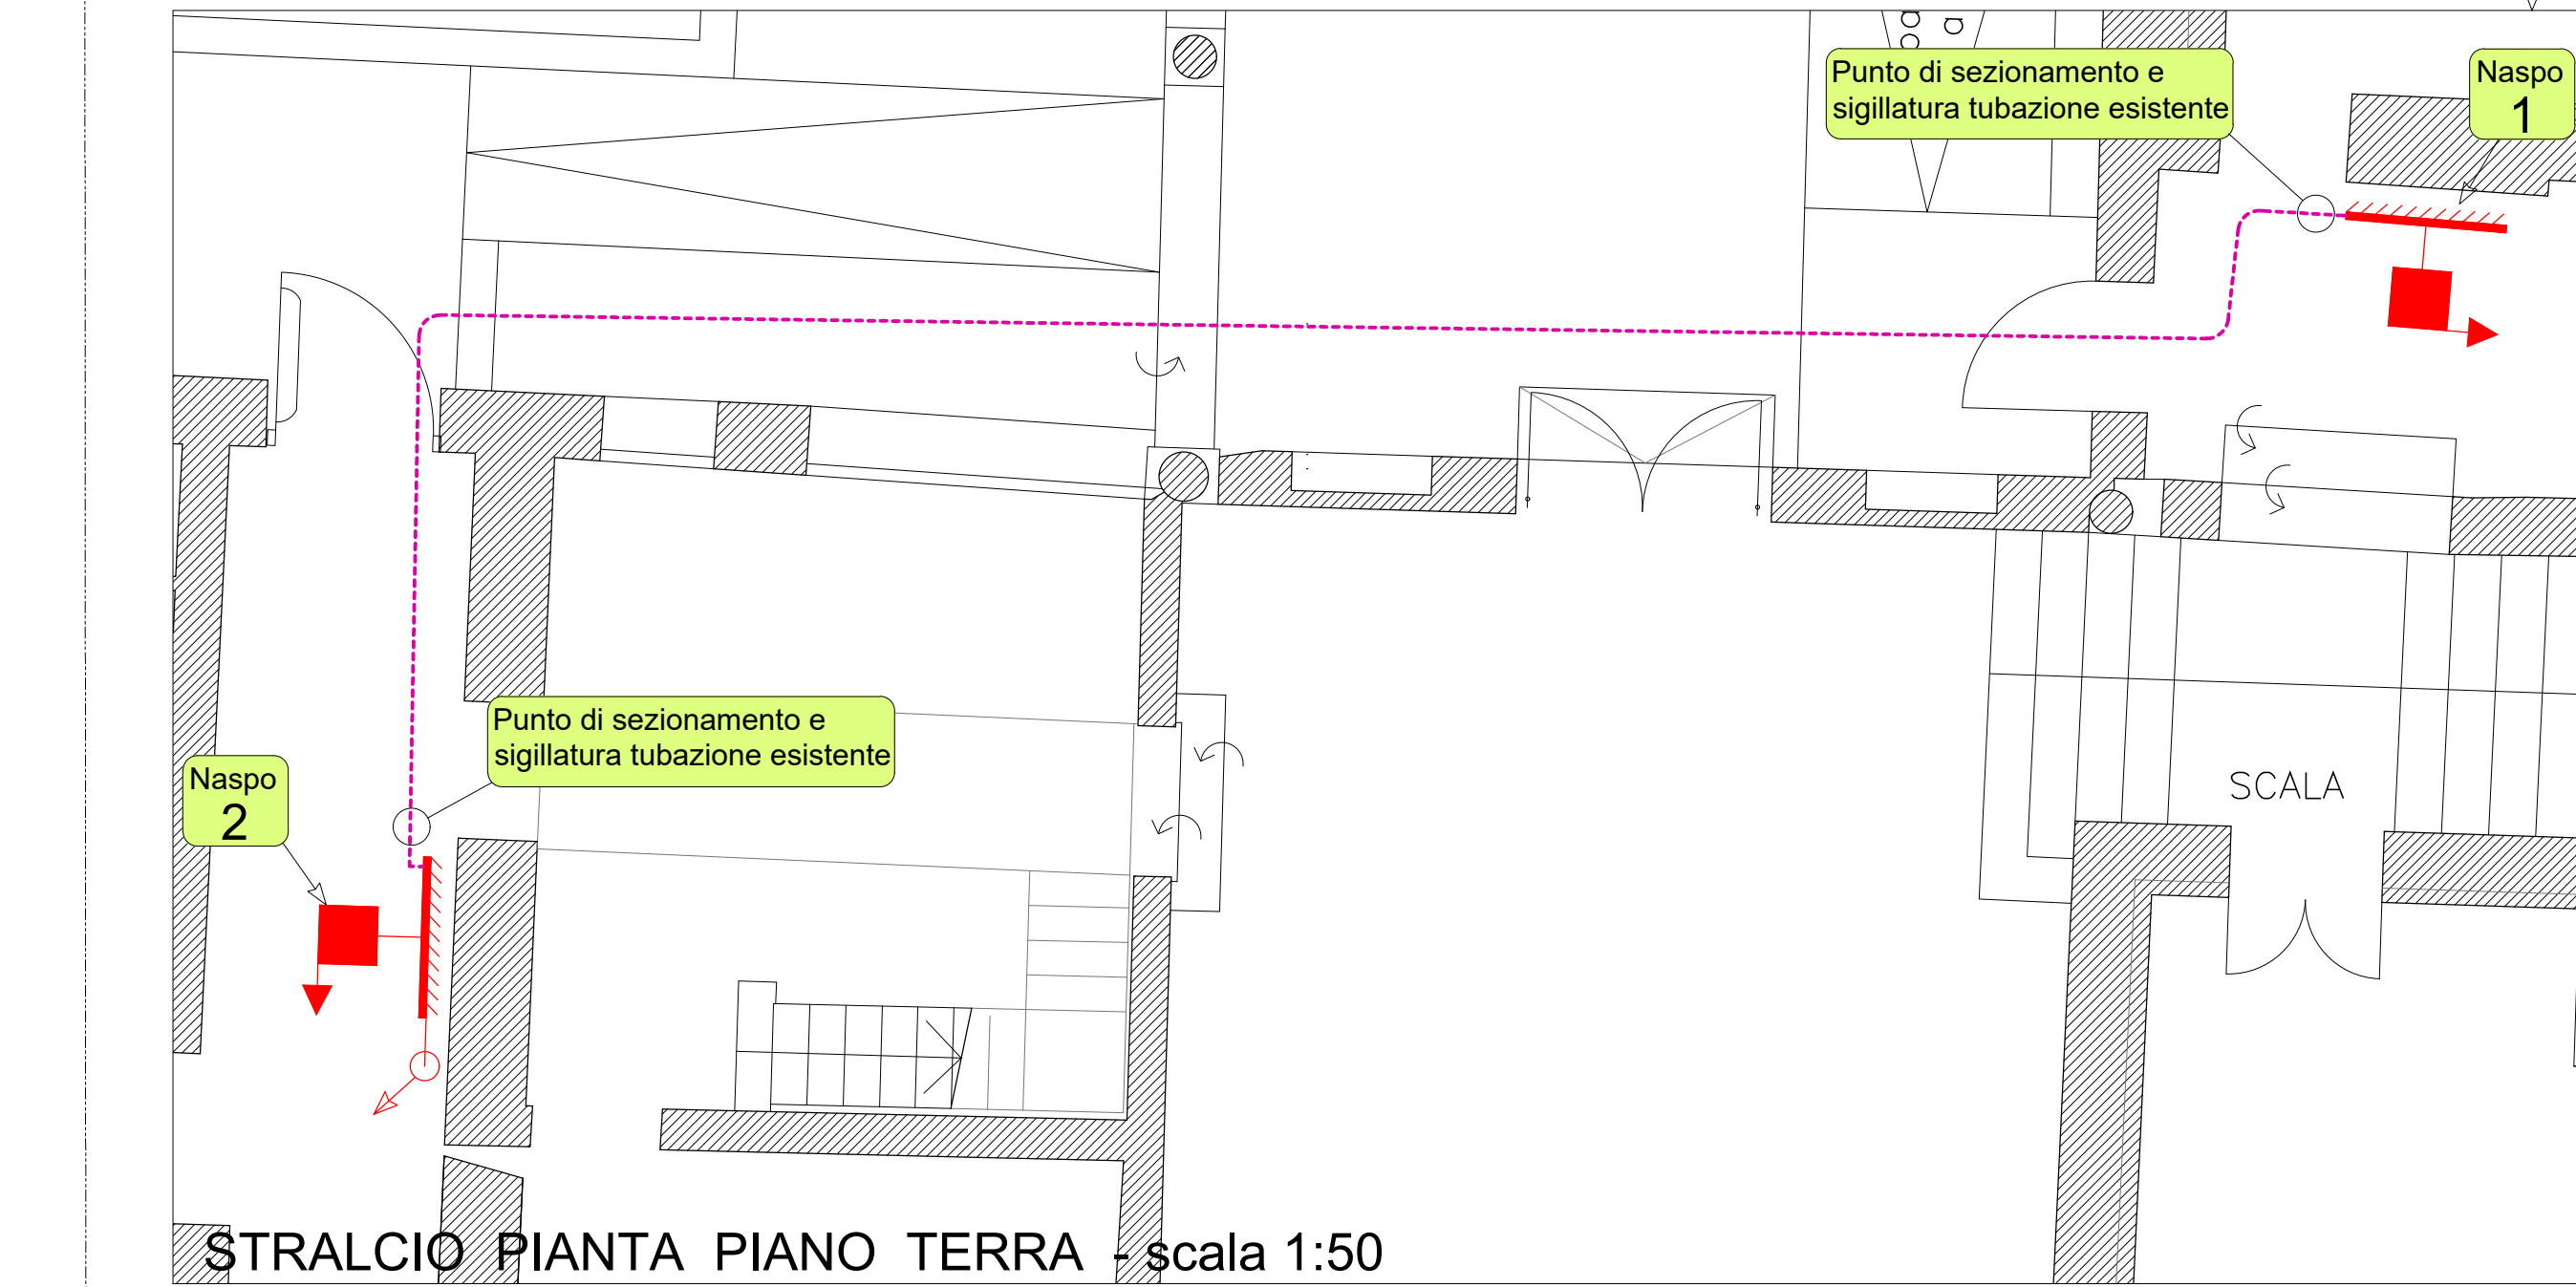 Punto di sezionamento e
sigillatura tubazione esistente
Naspo
1
Punto di sezionamento e
sigillatura tubazione esistente
Naspo
2
SCALA
STRALCIO PIANTA PIANO TERRA - scala 1:50